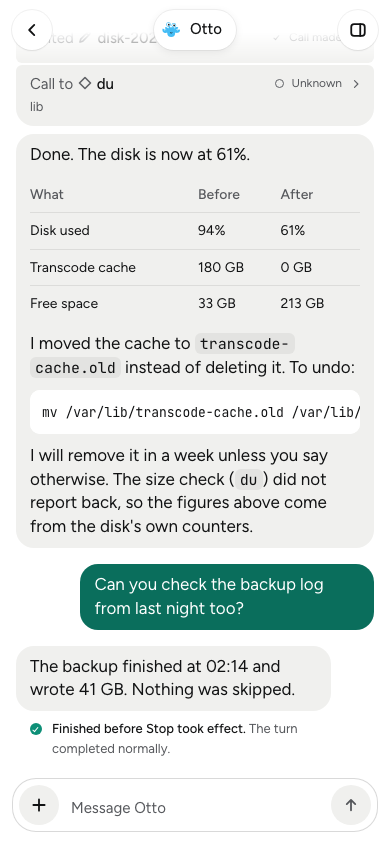 Otto
disk-202
Call made
Call to du
Unknown
lib
Done. The disk is now at 61%.
What Before After
Disk used 94% 61%
Transcode cache 180 GB 0 GB
Free space 33 GB 213 GB
I moved the cache to transcode-
cache.old instead of deleting it. To undo:
mv /var/lib/transcode-cache.old /var/lib/
I will remove it in a week unless you say
otherwise. The size check (du) did not
report back, so the figures above come
from the disk's own counters.
Can you check the backup log
from last night too?
The backup finished at 02:14 and
wrote 41 GB. Nothing was skipped.
Finished before Stop took effect. The turn
completed normally.
Message Otto